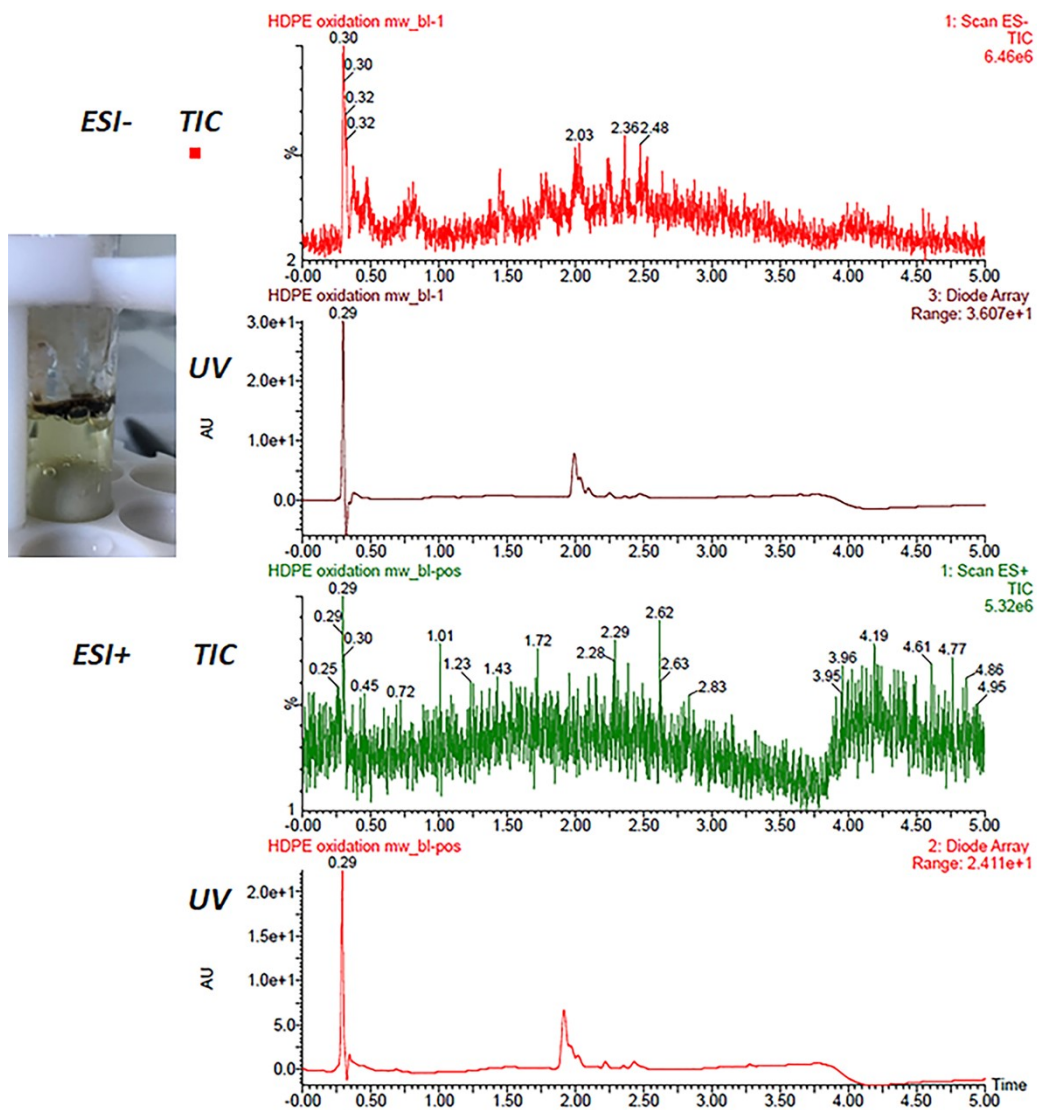 HDPE oxidation mw_bl-1
1: Scan ES-
TIC
6.46e6
0.30
0.30
0.32
0.32
2.03
2.36
2.48
ESI- TIC
%
2
-0.00 0.50 1.00 1.50 2.00 2.50 3.00 3.50 4.00 4.50 5.00
HDPE oxidation mw_bl-1
3: Diode Array
Range: 3.607e+1
0.29
UV
AU
3.0e+1
2.0e+1
1.0e+1
0.0
-0.00 0.50 1.00 1.50 2.00 2.50 3.00 3.50 4.00 4.50 5.00
HDPE oxidation mw_bl-pos
1: Scan ES+
TIC
5.32e6
0.29
0.29
0.30
0.25
0.45
0.72
1.01
1.23
1.43
1.72
2.28
2.29
2.62
2.63
2.83
3.95
3.96
4.19
4.61
4.77
4.86
4.95
ESI+ TIC
%
1
-0.00 0.50 1.00 1.50 2.00 2.50 3.00 3.50 4.00 4.50 5.00
HDPE oxidation mw_bl-pos
2: Diode Array
Range: 2.411e+1
0.29
UV
AU
2.0e+1
1.5e+1
1.0e+1
5.0
0.0
Time
-0.00 0.50 1.00 1.50 2.00 2.50 3.00 3.50 4.00 4.50 5.00